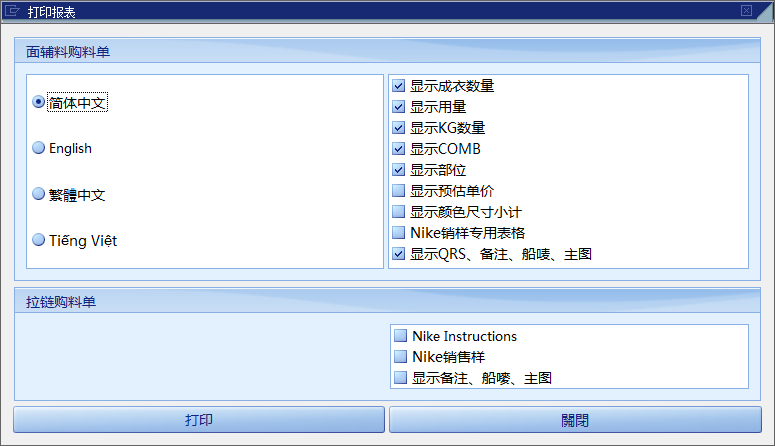 打印报表
面辅料购料单
简体中文
English
繁體中文
Tiếng Việt
显示成衣数量
显示用量
显示KG数量
显示COMB
显示部位
显示预估单价
显示颜色尺寸小计
Nike销样专用表格
显示QRS、备注、船唛、主图
拉链购料单
Nike Instructions
Nike销售样
显示备注、船嘜、主图
打印
關閉